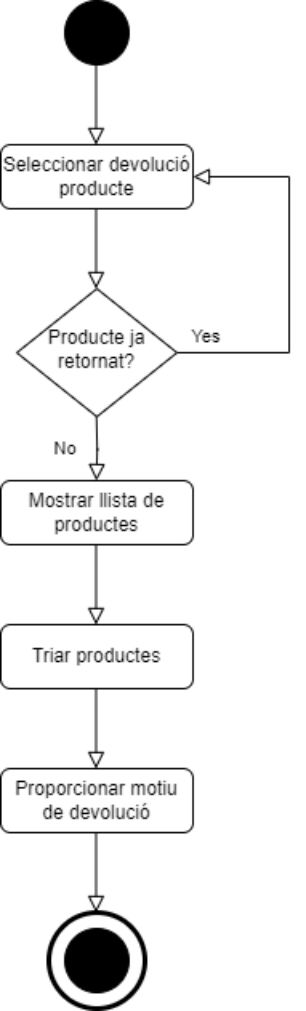 Seleccionar devolució
producte
Producte ja
retornat?
Yes
No
Mostrar llista de
productes
Triar productes
Proporcionar motiu
de devolució